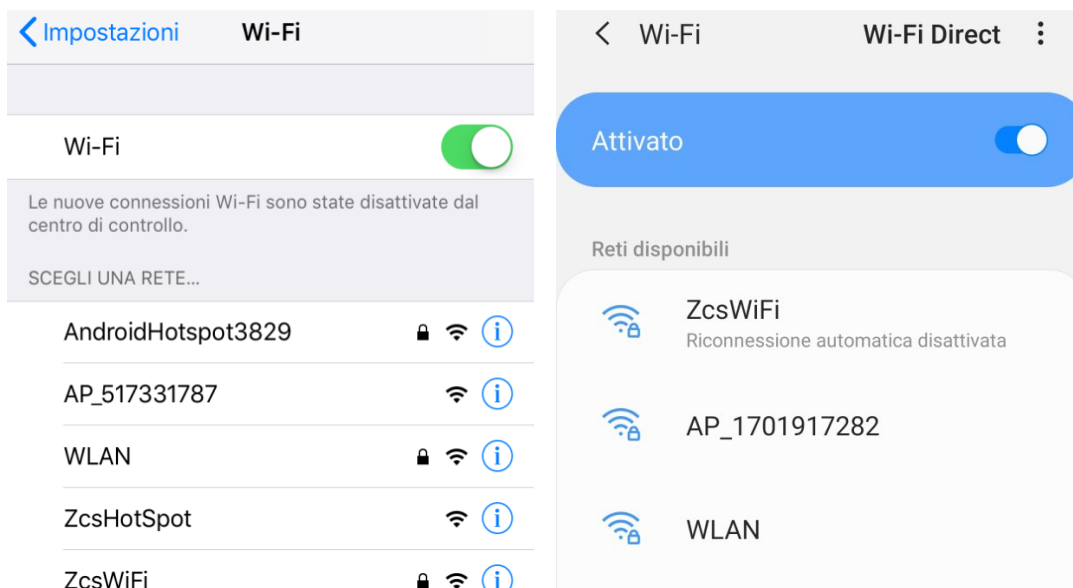 Impostazioni
Wi-Fi
Wi-Fi
Le nuove connessioni Wi-Fi sono state disattivate dal
centro di controllo.
SCEGLI UNA RETE...
AndroidHotspot3829
AP_517331787
WLAN
ZcsHotSpot
ZcsWiFi
Wi-Fi
Wi-Fi Direct
Attivato
Reti disponibili
ZcsWiFi
Riconnessione automatica disattivata
AP_1701917282
WLAN